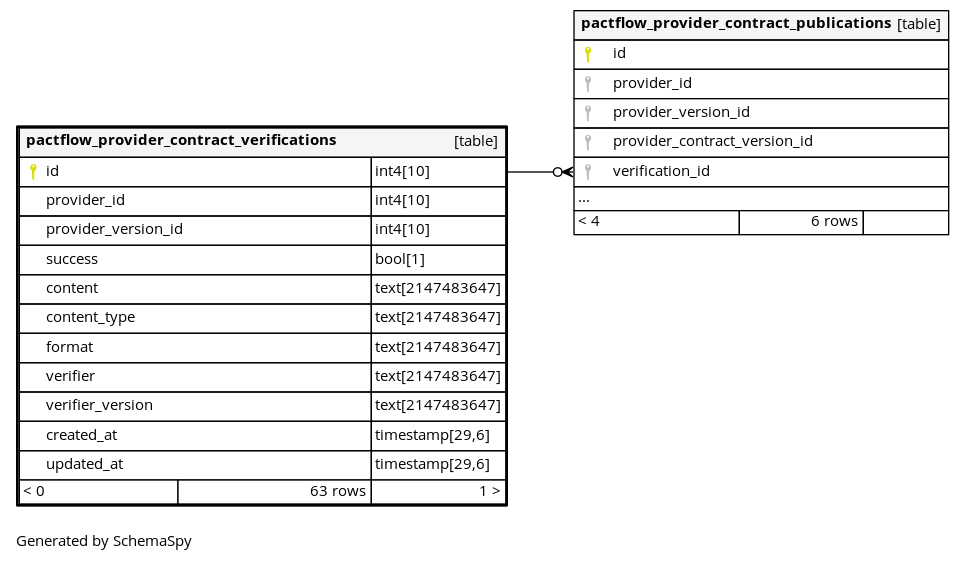 pactflow_provider_contract_publications [table]
id
provider_id
provider_version_id
provider_contract_version_id
verification_id
...
< 4 6 rows
pactflow_provider_contract_verifications [table]
id int4[10]
provider_id int4[10]
provider_version_id int4[10]
success bool[1]
content text[2147483647]
content_type text[2147483647]
format text[2147483647]
verifier text[2147483647]
verifier_version text[2147483647]
created_at timestamp[29,6]
updated_at timestamp[29,6]
< 0 63 rows 1 >
Generated by SchemaSpy